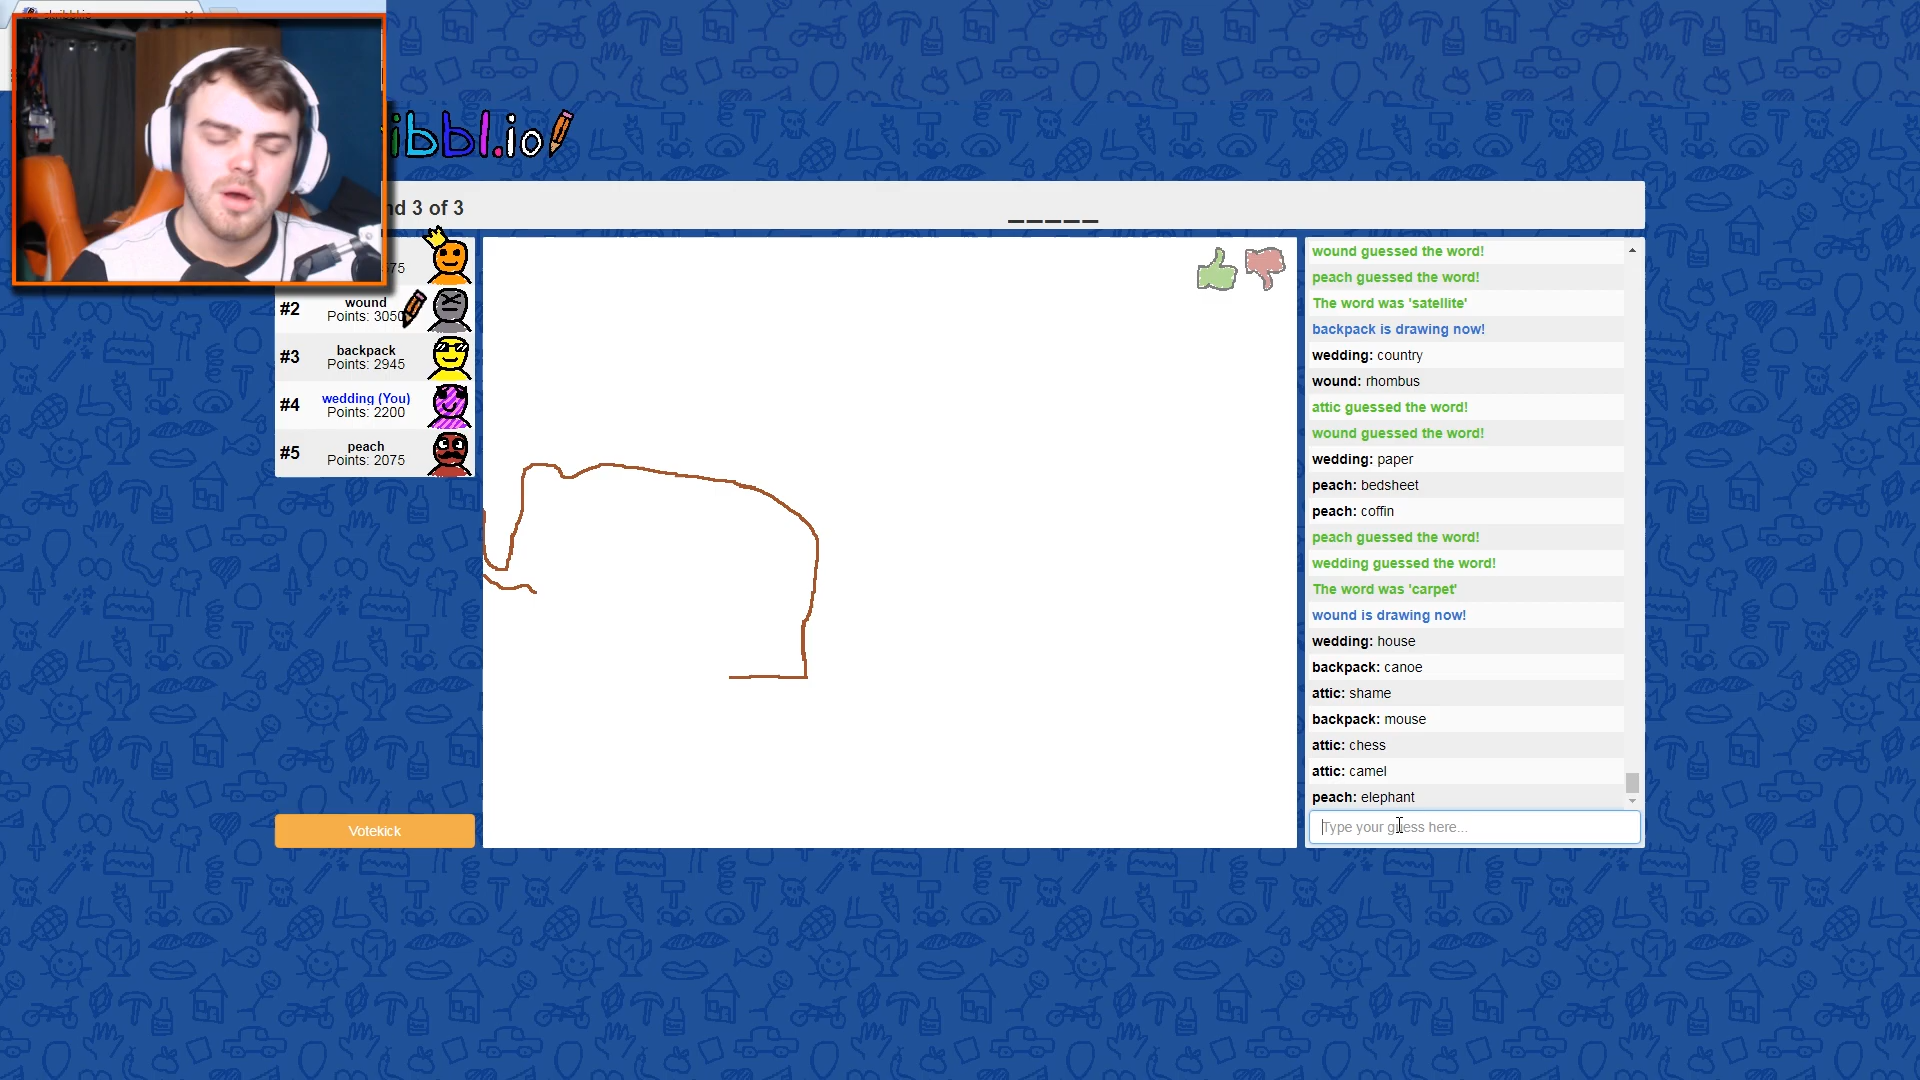 ibbl.io
nd 3 of 3
_____
75
#2
wound
Points: 3050
#3
backpack
Points: 2945
#4
wedding (You)
Points: 2200
#5
peach
Points: 2075
Votekick
wound guessed the word!
peach guessed the word!
The word was 'satellite'
backpack is drawing now!
wedding: country
wound: rhombus
attic guessed the word!
wound guessed the word!
wedding: paper
peach: bedsheet
peach: coffin
peach guessed the word!
wedding guessed the word!
The word was 'carpet'
wound is drawing now!
wedding: house
backpack: canoe
attic: shame
backpack: mouse
attic: chess
attic: camel
peach: elephant
Type your guess here...